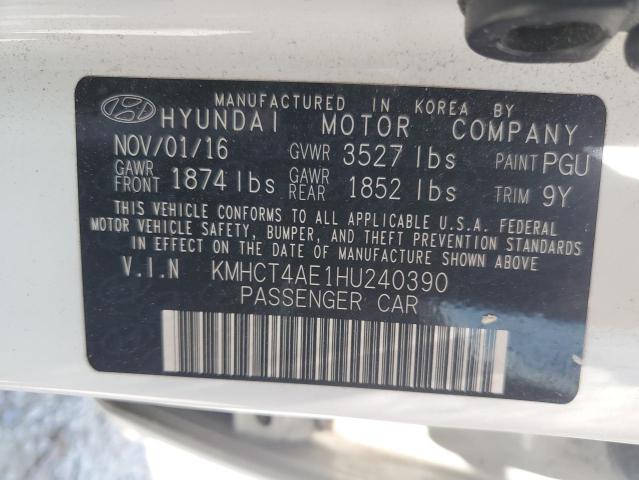 MANUFACTURED IN KOREA BY
HYUNDAI MOTOR COMPANY
NOV/01/16 GVWR 3527 lbs PAINT PGU
GAWR FRONT 1874 lbs GAWR REAR 1852 lbs TRIM 9Y
THIS VEHICLE CONFORMS TO ALL APPLICABLE U.S.A. FEDERAL
MOTOR VEHICLE SAFETY, BUMPER, AND THEFT PREVENTION STANDARDS
IN EFFECT ON THE DATE OF MANUFACTURE SHOWN ABOVE.
V.I.N KMHCT4AE1HU240390
PASSENGER CAR